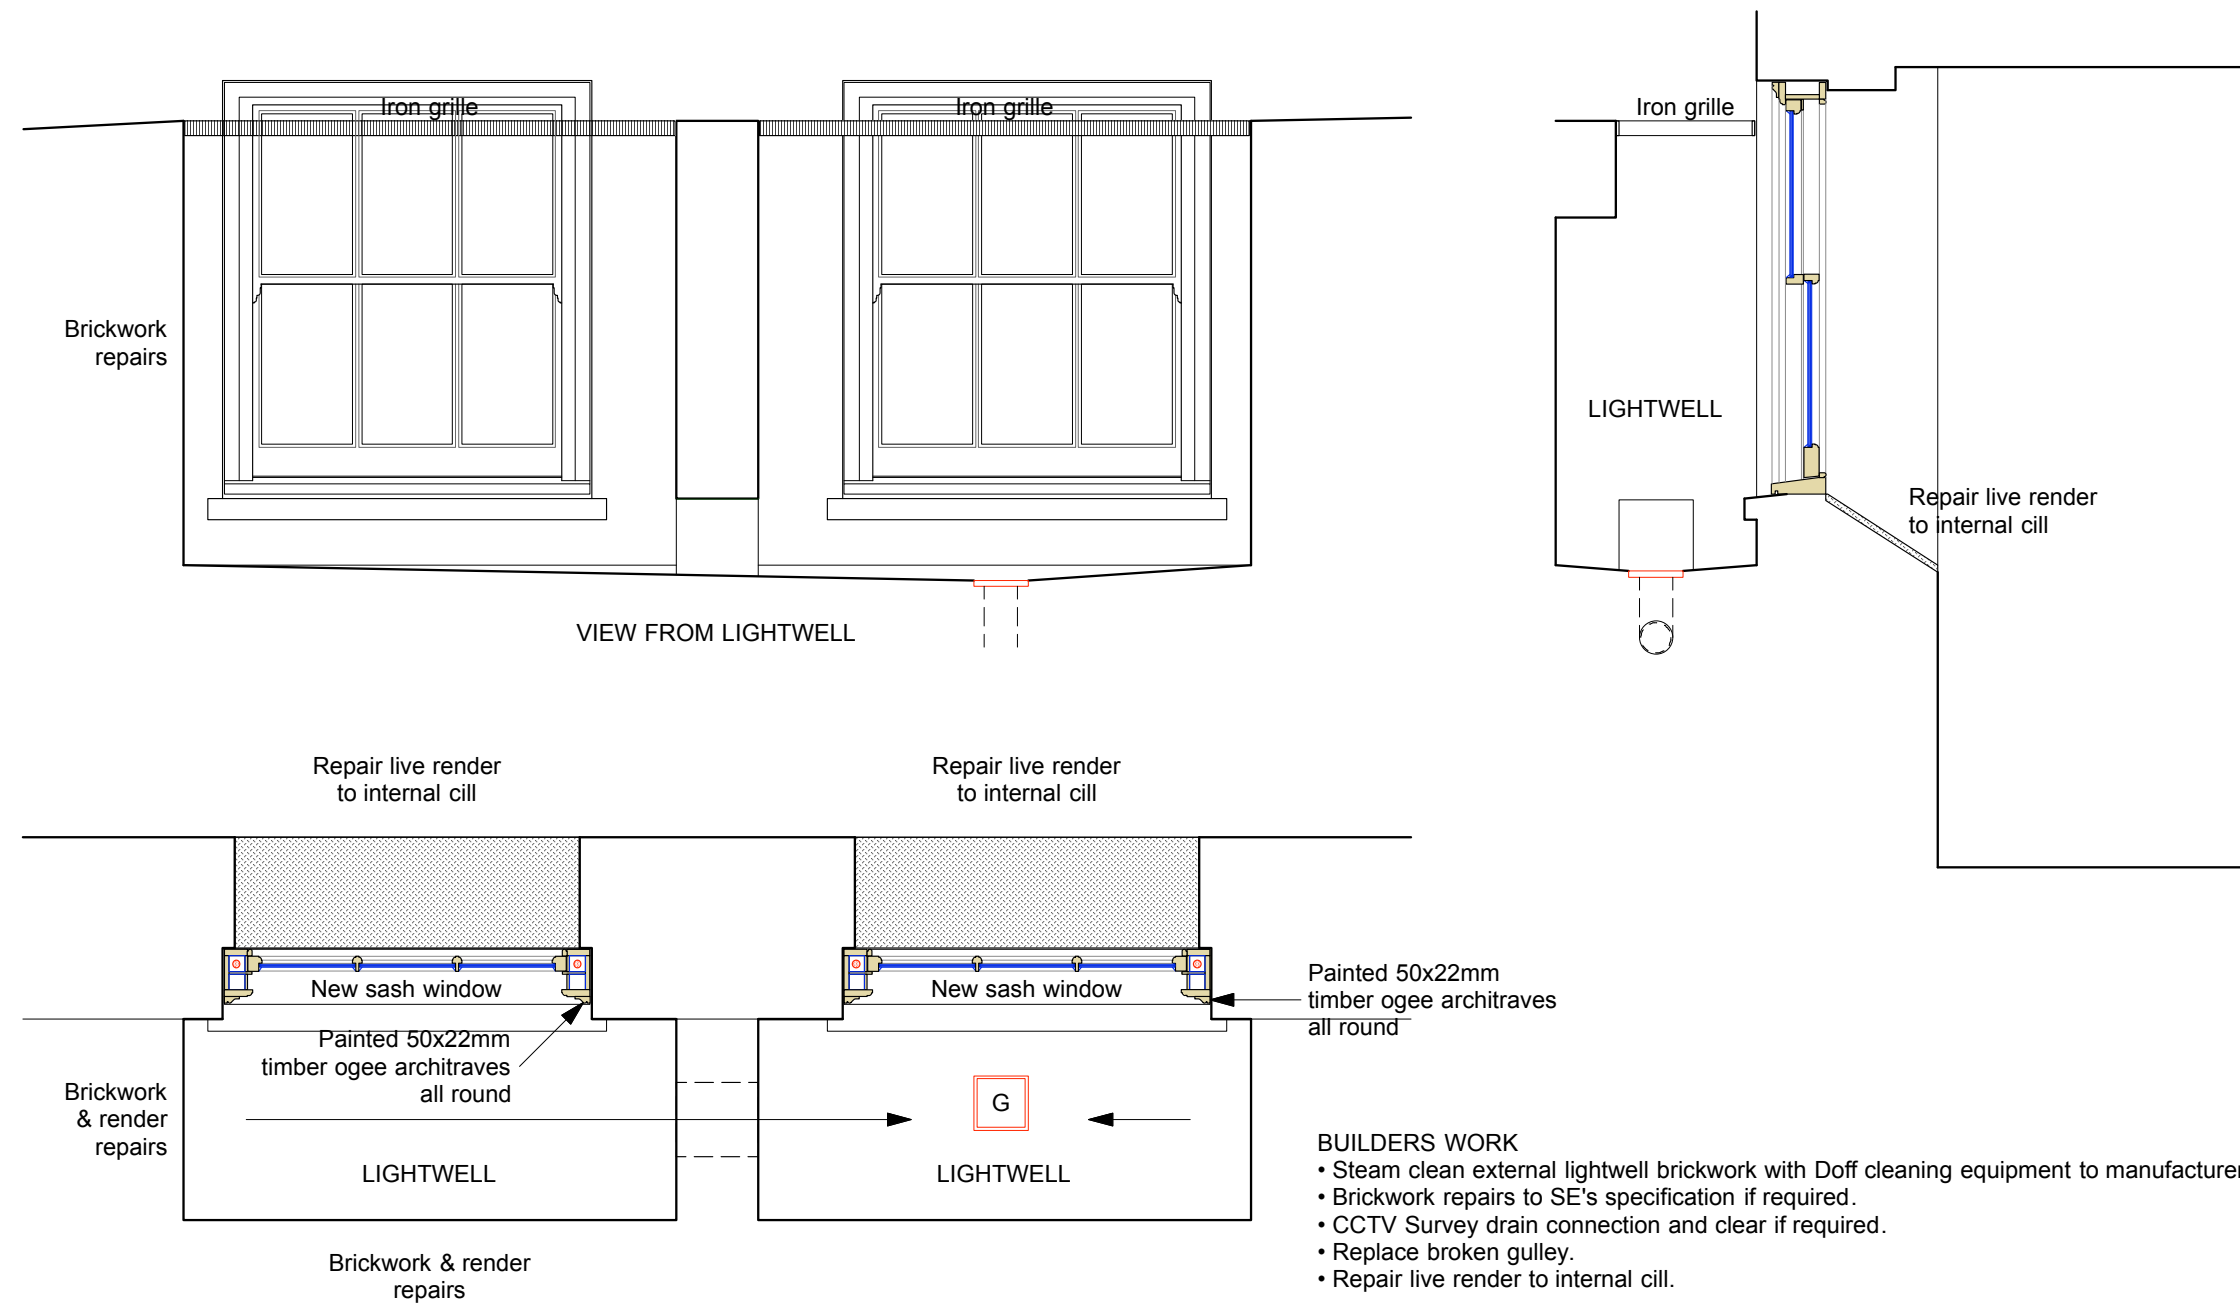 Iron grille
Iron grille
Iron grille
Brickwork
repairs
LIGHTWELL
Repair live render
to internal cill
VIEW FROM LIGHTWELL
Repair live render
to internal cill
Repair live render
to internal cill
New sash window
New sash window
Painted 50x22mm
timber ogee architraves
all round
Painted 50x22mm
timber ogee architraves
all round
Brickwork
& render
repairs
G
LIGHTWELL
LIGHTWELL
Brickwork & render
repairs
BUILDERS WORK
• Steam clean external lightwell brickwork with Doff cleaning equipment to manufacturer
• Brickwork repairs to SE's specification if required.
• CCTV Survey drain connection and clear if required.
• Replace broken gulley.
• Repair live render to internal cill.